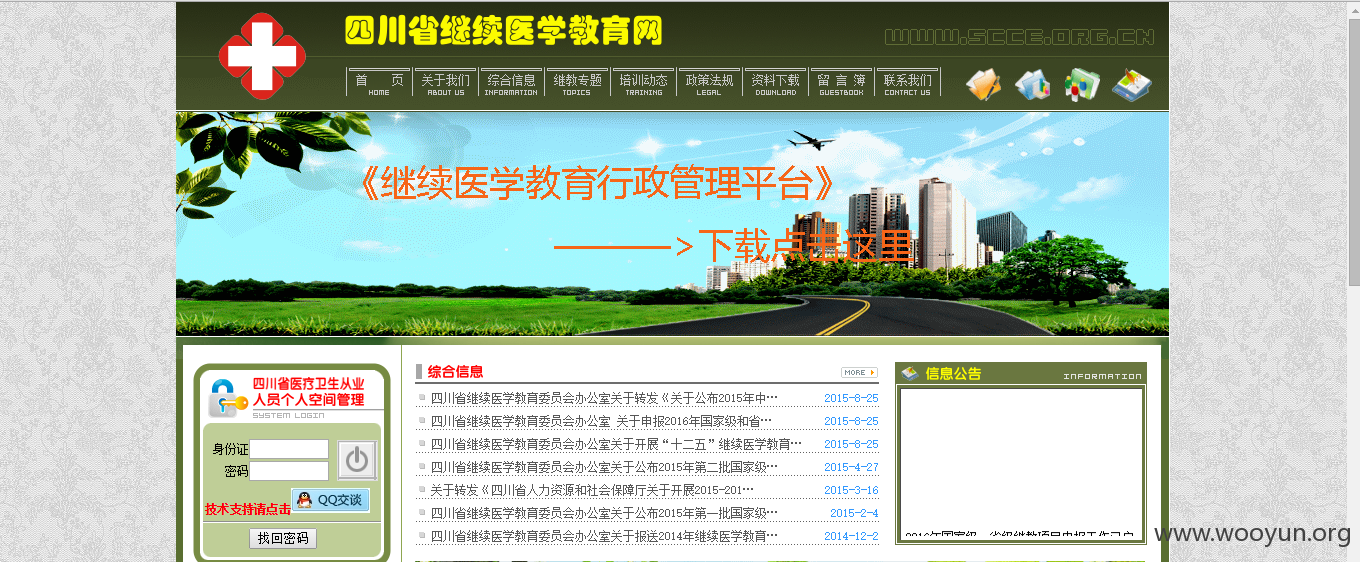 四川省继续医学教育网
WWW.SCCE.ORG.CN
首 页 关于我们 综合信息 继教专题 培训动态 政策法规 资料下载 留言簿 联系我们
HOME ABOUT US INFORMATION TOPICS TRAINING LEGAL DOWNLOAD GUESTBOOK CONTACT US
《继续医学教育行政管理平台》
————>下载点击这里
四川省医疗卫生从业
人员个人空间管理
SYSTEM LOGIN
身份证
密码
技术支持请点击 QQ交谈
找回密码
综合信息 MORE
四川省继续医学教育委员会办公室关于转发《关于公布2015年中… 2015-8-25
四川省继续医学教育委员会办公室 关于申报2016年国家级和省… 2015-8-25
四川省继续医学教育委员会办公室关于开展“十二五”继续医学教育… 2015-8-25
四川省继续医学教育委员会办公室关于公布2015年第二批国家级… 2015-4-27
关于转发《四川省人力资源和社会保障厅关于开展2015-201… 2015-3-16
四川省继续医学教育委员会办公室关于公布2015年第一批国家级… 2015-2-4
四川省继续医学教育委员会办公室关于报送2014年继续医学教育… 2014-12-2
信息公告 INFORMATION
www.wooyun.org